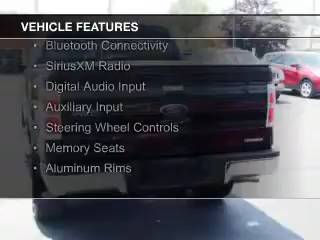 VEHICLE FEATURES
• Bluetooth Connectivity
• SiriusXM Radio
• Digital Audio Input
• Auxiliary Input
• Steering Wheel Controls
• Memory Seats
• Aluminum Rims